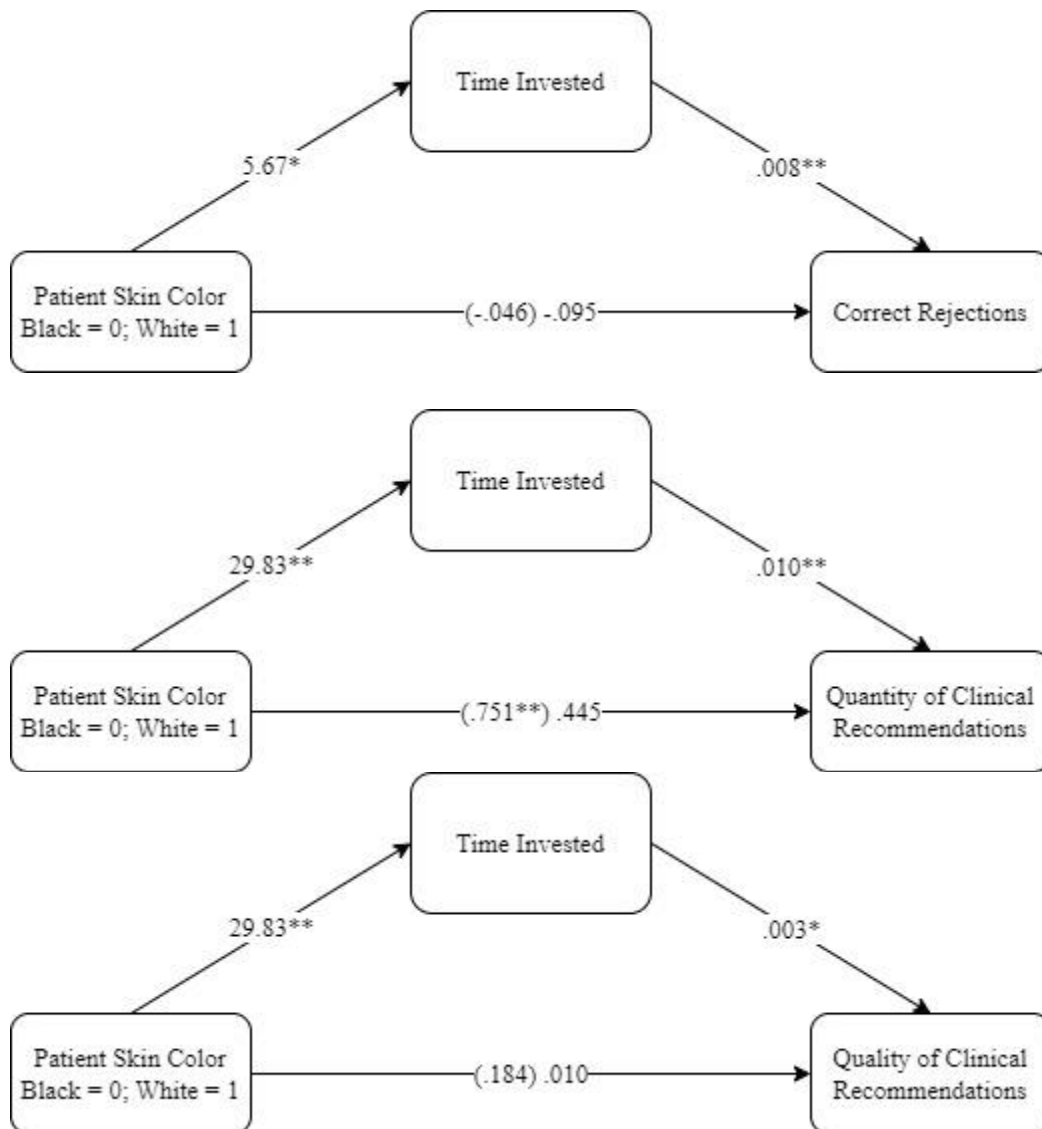 Time Invested
5.67*
.008**
Patient Skin Color
Black = 0; White = 1
(-.046) -.095
Correct Rejections
Time Invested
29.83**
.010**
Patient Skin Color
Black = 0; White = 1
(.751**) .445
Quantity of Clinical
Recommendations
Time Invested
29.83**
.003*
Patient Skin Color
Black = 0; White = 1
(.184) .010
Quality of Clinical
Recommendations